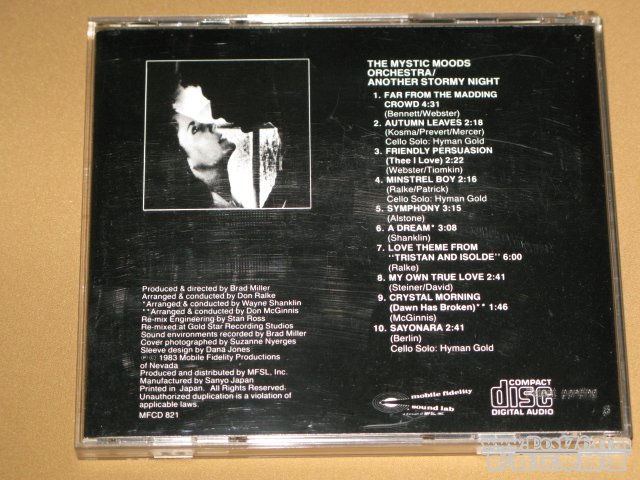 THE MYSTIC MOODS
ORCHESTRA/
ANOTHER STORMY NIGHT
1. FAR FROM THE MADDING
CROWD 4:31
(Bennett/Webster)
2. AUTUMN LEAVES 2:18
(Kosma/Prevert/Mercer)
Cello Solo: Hyman Gold
3. FRIENDLY PERSUASION
(Thee I Love) 2:22
(Webster/Tiomkin)
4. MINSTREL BOY 2:16
(Ralke/Patrick)
Cello Solo: Hyman Gold
5. SYMPHONY 3:15
(Alstone)
6. A DREAM* 3:08
(Shanklin)
7. LOVE THEME FROM
"TRISTAN AND ISOLDE" 6:00
(Ralke)
8. MY OWN TRUE LOVE 2:41
(Steiner/David)
9. CRYSTAL MORNING
(Dawn Has Broken)** 1:46
(McGinnis)
10. SAYONARA 2:41
(Berlin)
Cello Solo: Hyman Gold
Produced & directed by Brad Miller
Arranged & conducted by Don Ralke
*Arranged & conducted by Wayne Shanklin
**Arranged & conducted by Don McGinnis
Re-mix Engineering by Stan Ross
Re-mixed at Gold Star Recording Studios
Sound environments recorded by Brad Miller
Cover photographed by Suzanne Nyerges
Sleeve design by Dana Jones
℗ © 1983 Mobile Fidelity Productions
of Nevada
Produced and distributed by MFSL, Inc.
Manufactured by Sanyo Japan
Printed in Japan. All Rights Reserved.
Unauthorized duplication is a violation of
applicable laws.
MFCD 821
mobile fidelity
sound lab
COMPACT
disc
DIGITAL AUDIO